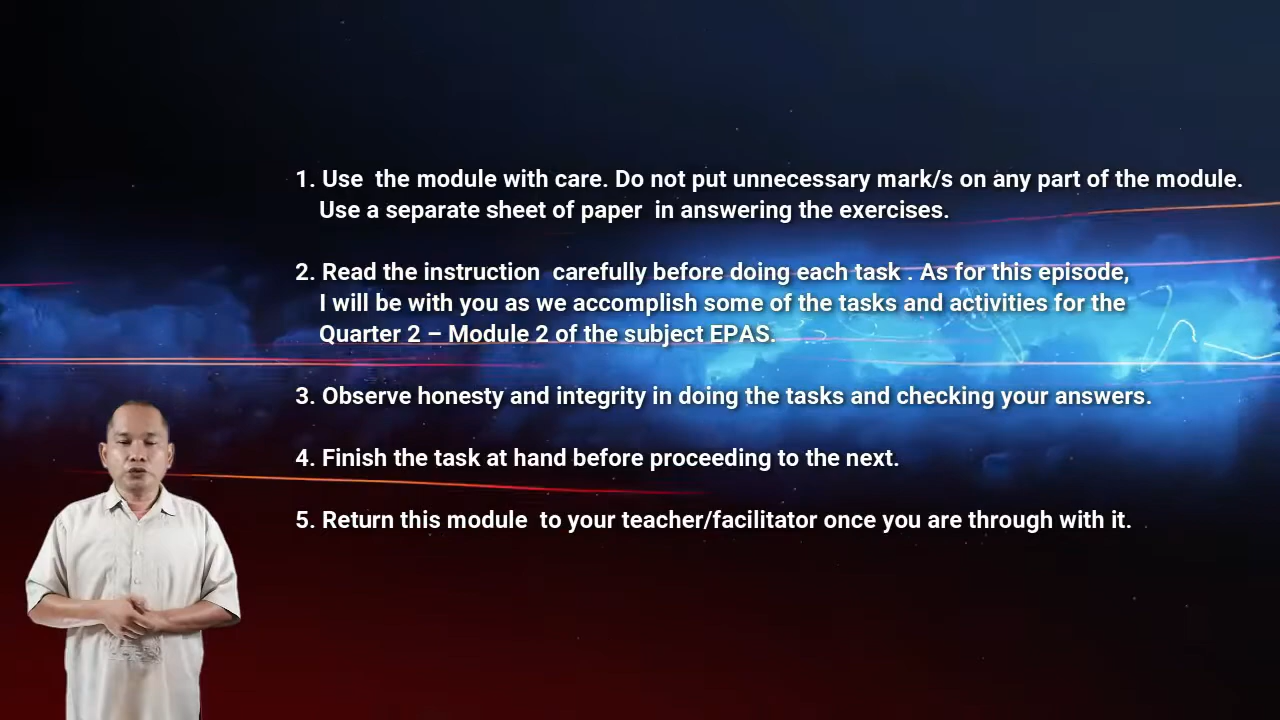 1. Use  the module with care. Do not put unnecessary mark/s on any part of the module.
Use a separate sheet of paper  in answering the exercises.
2. Read the instruction  carefully before doing each task . As for this episode,
I will be with you as we accomplish some of the tasks and activities for the
Quarter 2 – Module 2 of the subject EPAS.
3. Observe honesty and integrity in doing the tasks and checking your answers.
4. Finish the task at hand before proceeding to the next.
5. Return this module  to your teacher/facilitator once you are through with it.